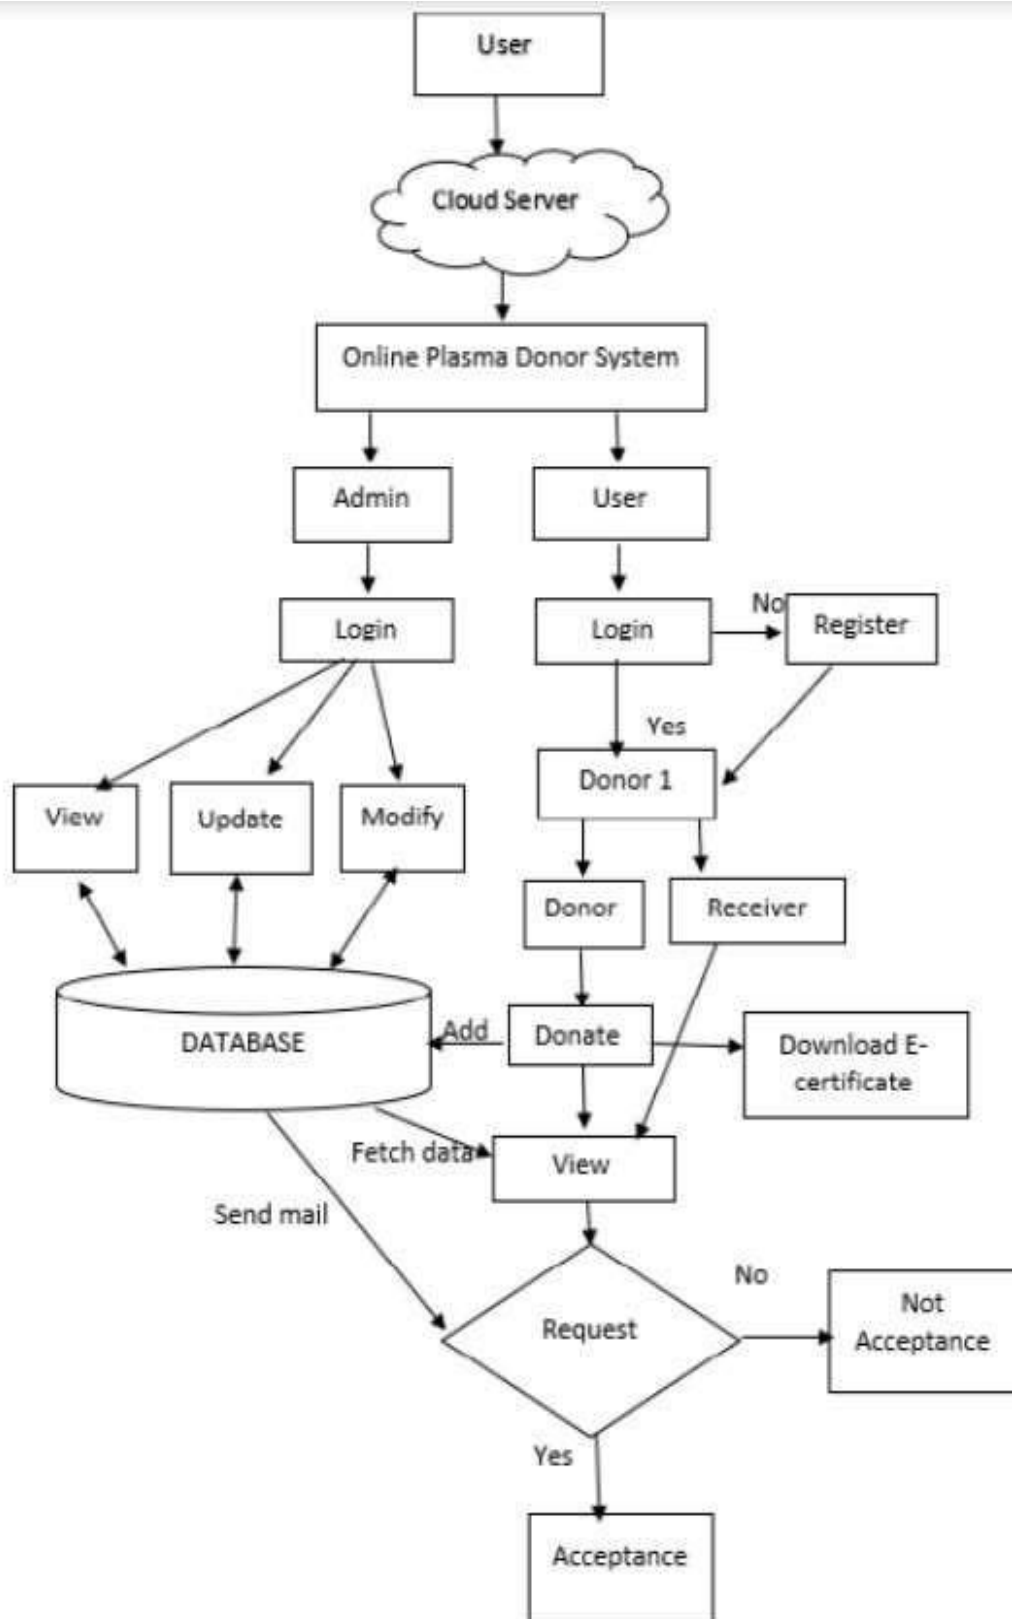 User
Cloud Server
Online Plasma Donor System
Admin
User
Login
Login
No
Register
Yes
Donor 1
View
Update
Modify
Donor
Receiver
DATABASE
Add
Donate
Download E-
certificate
Fetch data
View
Send mail
Request
No
Not
Acceptance
Yes
Acceptance